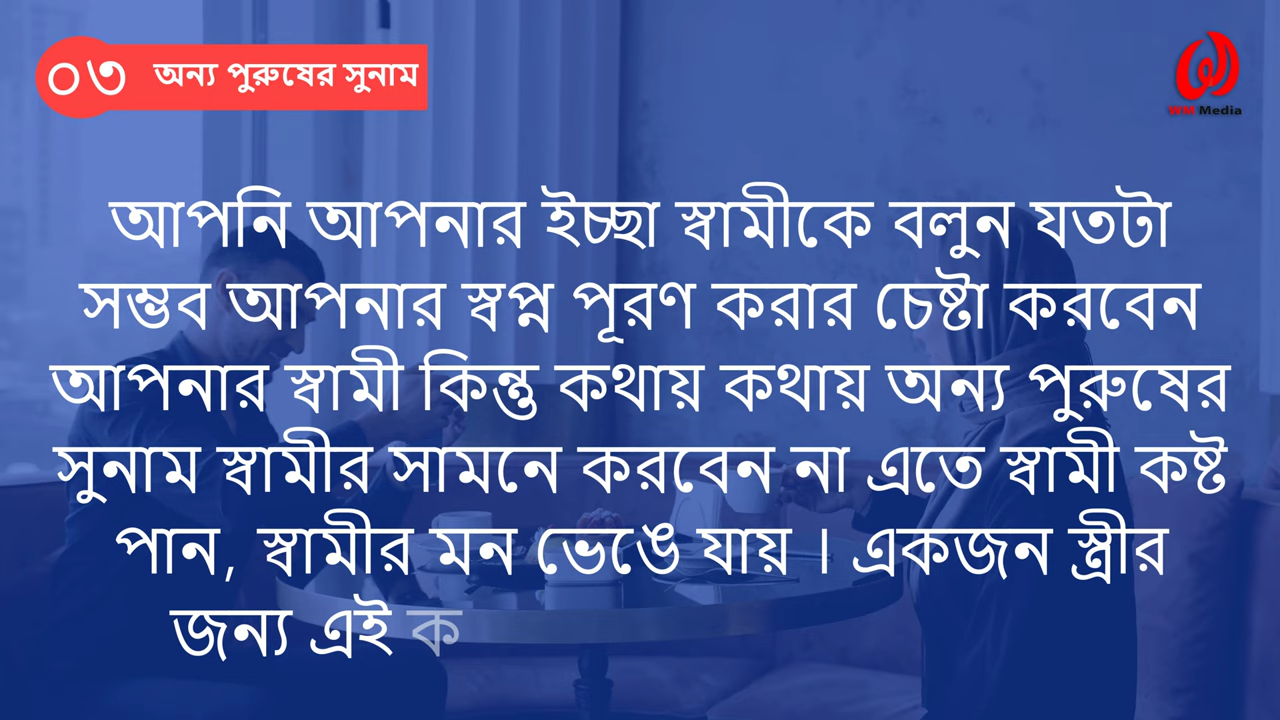 ০৩ অন্য পুরুষের সুনাম
WM Media
আপনি আপনার ইচ্ছা স্বামীকে বলুন যতটা
সম্ভব আপনার স্বপ্ন পূরণ করার চেষ্টা করবেন
আপনার স্বামী কিন্তু কথায় কথায় অন্য পুরুষের
সুনাম স্বামীর সামনে করবেন না এতে স্বামী কষ্ট
পান, স্বামীর মন ভেঙে যায় । একজন স্ত্রীর
জন্য এই ক